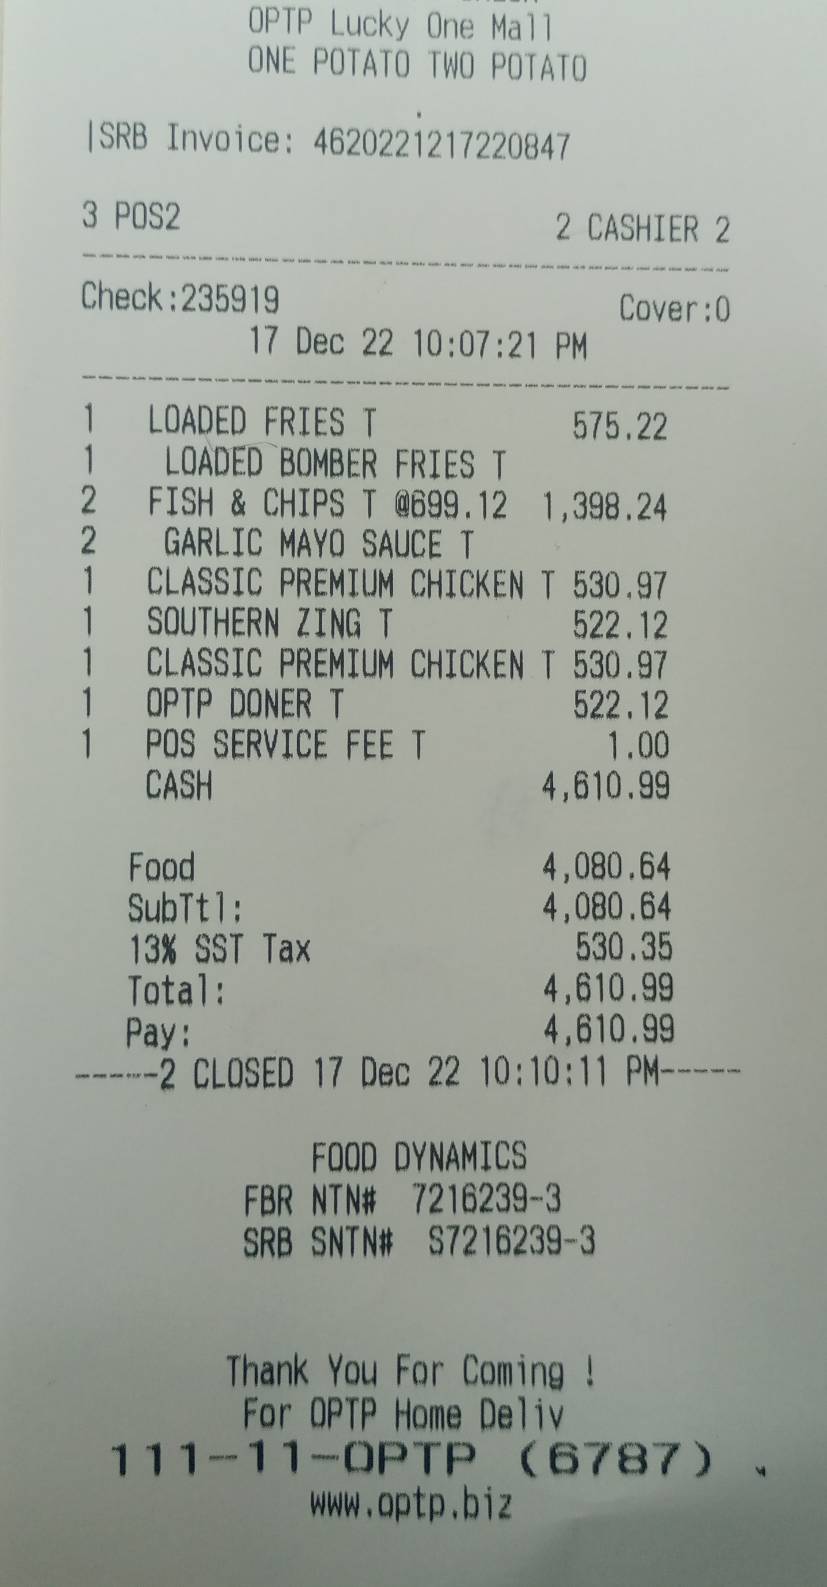 OPTP Lucky One Mall
ONE POTATO TWO POTATO
|SRB Invoice: 4620221217220847
3 POS2 2 CASHIER 2
Check:235919 Cover:0
17 Dec 22 10:07:21 PM
1 LOADED FRIES T 575.22
1 LOADED BOMBER FRIES T
2 FISH & CHIPS T @699.12 1,398.24
2 GARLIC MAYO SAUCE T
1 CLASSIC PREMIUM CHICKEN T 530.97
1 SOUTHERN ZING T 522.12
1 CLASSIC PREMIUM CHICKEN T 530.97
1 OPTP DONER T 522.12
1 POS SERVICE FEE T 1.00
CASH 4,610.99
Food 4,080.64
SubTtl: 4,080.64
13% SST Tax 530.35
Total: 4,610.99
Pay: 4,610.99
------2 CLOSED 17 Dec 22 10:10:11 PM-----
FOOD DYNAMICS
FBR NTN# 7216239-3
SRB SNTN# S7216239-3
Thank You For Coming !
For OPTP Home Deliv
111-11-OPTP (6787)
www.optp.biz